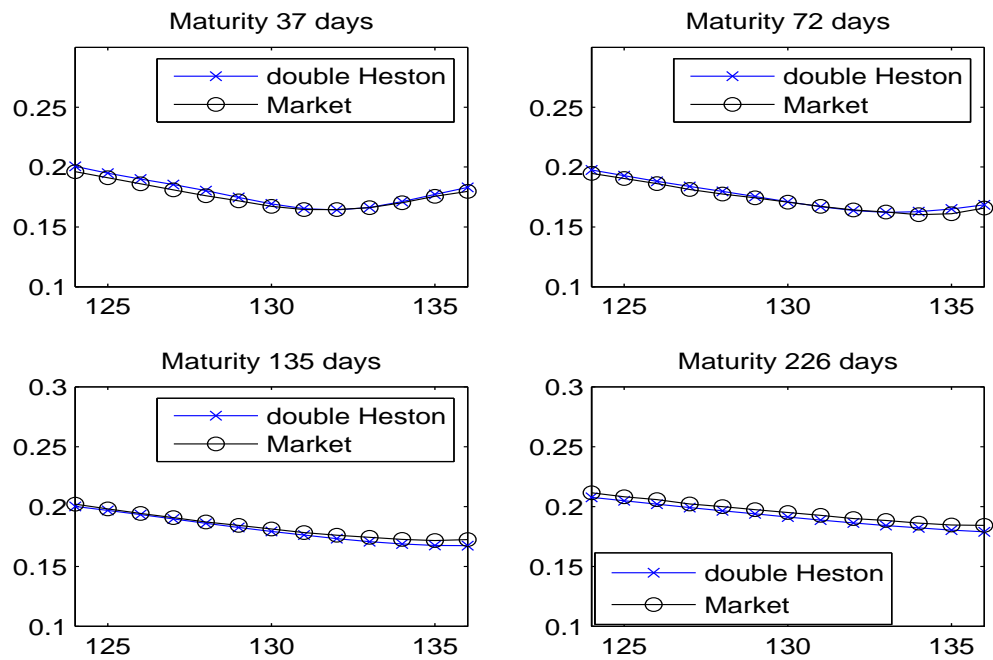 Maturity 37 days
double Heston
Market
0.25
0.2
0.15
0.1
125 130 135
Maturity 72 days
double Heston
Market
0.25
0.2
0.15
0.1
125 130 135
Maturity 135 days
0.3
double Heston
Market
0.25
0.2
0.15
0.1
125 130 135
Maturity 226 days
0.3
0.25
0.2
0.15
double Heston
Market
0.1
125 130 135